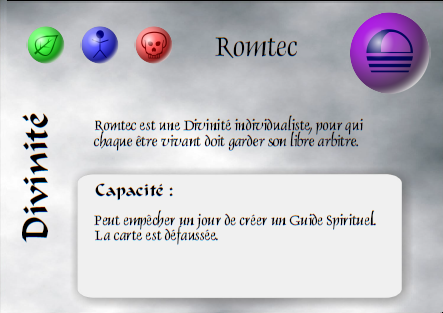 Romtec
Divinité
Romtec est une Divinité individualiste, pour qui
chaque être vivant doit garder son libre arbitre.
Capacité :
Peut empêcher un jour de créer un Guide Spirituel.
La carte est défaussée.